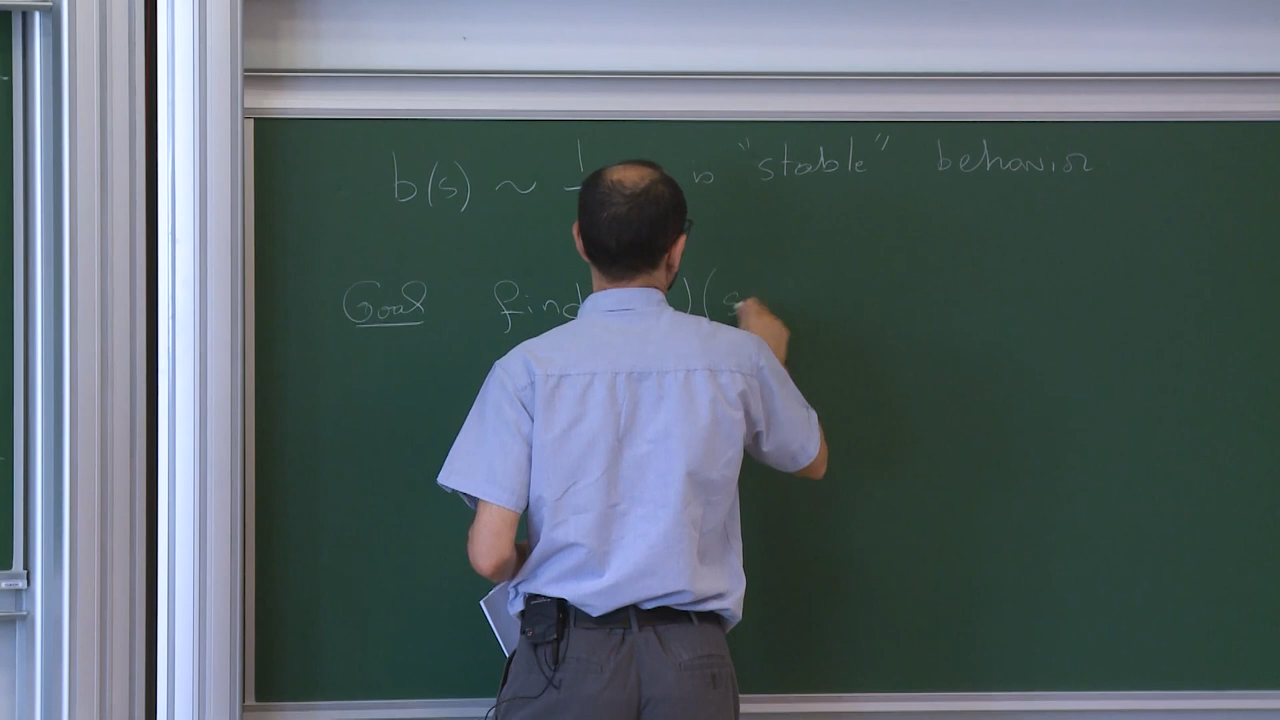 b(s) ~ 1 "stable" behavior
Goal find )(s